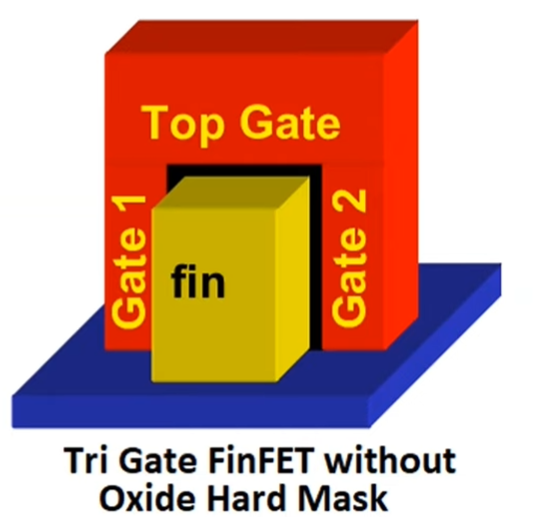 Top Gate
Gate 1
Gate 2
fin
Tri Gate FinFET without
Oxide Hard Mask